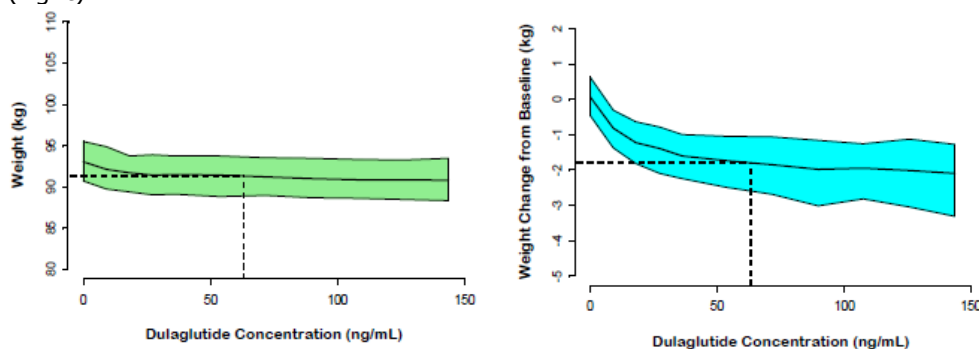 Weight (kg)
110
105
100
95
90
85
80
0 50 100 150
Dulaglutide Concentration (ng/mL)
Weight Change from Baseline (kg)
2
1
0
-1
-2
-3
-4
-5
0 50 100 150
Dulaglutide Concentration (ng/mL)